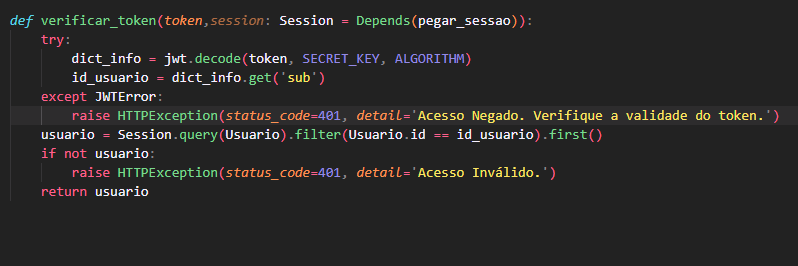 def verificar_token(token,session: Session = Depends(pegar_sessao)):
    try:
        dict_info = jwt.decode(token, SECRET_KEY, ALGORITHM)
        id_usuario = dict_info.get('sub')
    except JWTError:
        raise HTTPException(status_code=401, detail='Acesso Negado. Verifique a validade do token.')
    usuario = Session.query(Usuario).filter(Usuario.id == id_usuario).first()
    if not usuario:
        raise HTTPException(status_code=401, detail='Acesso Inválido.')
    return usuario